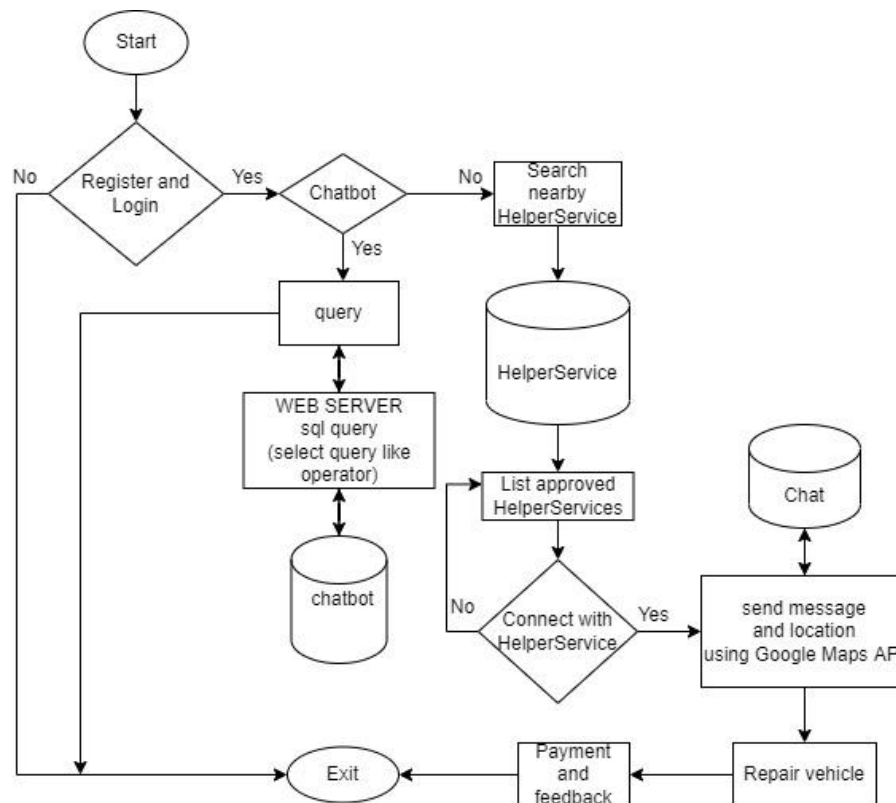 Start
No
Register and
Login
Yes
Chatbot
No
Search
nearby
HelperService
Yes
query
HelperService
WEB SERVER
sql query
(select query like
operator)
List approved
HelperServices
Chat
chatbot
No
Connect with
HelperService
Yes
send message
and location
using Google Maps AP
Exit
Payment
and
feedback
Repair vehicle